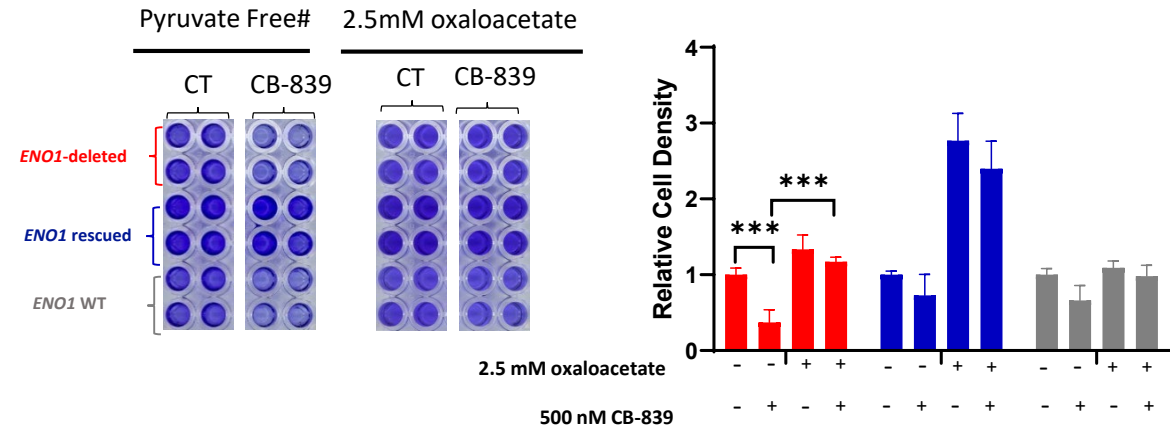 Pyruvate Free# 2.5mM oxaloacetate
CT CB-839 CT CB-839
ENO1-deleted
ENO1 rescued
ENO1 WT
Relative Cell Density
4
3
2
1
0
*** ***
2.5 mM oxaloacetate - - + + - - + + - - + +
500 nM CB-839 - + - + - + - + - + - +